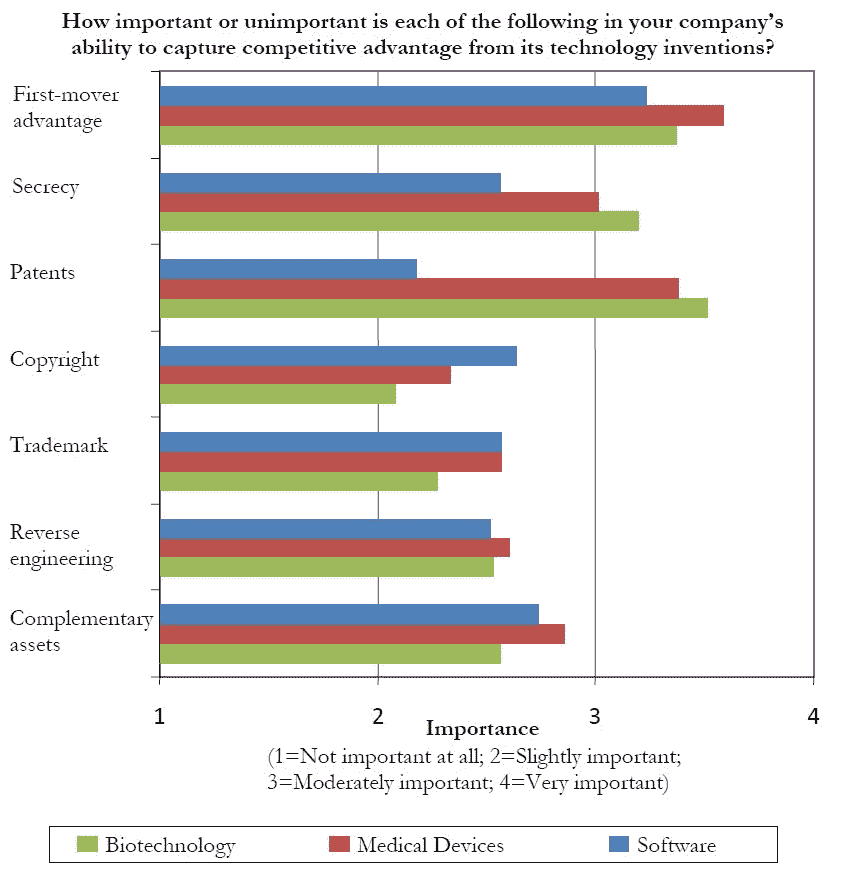 How important or unimportant is each of the following in your company's
ability to capture competitive advantage from its technology inventions?
First-mover
advantage
Secrecy
Patents
Copyright
Trademark
Reverse
engineering
Complementary
assets
1 2 3 4
Importance
(1=Not important at all; 2=Slightly important;
3=Moderately important; 4=Very important)
Biotechnology Medical Devices Software